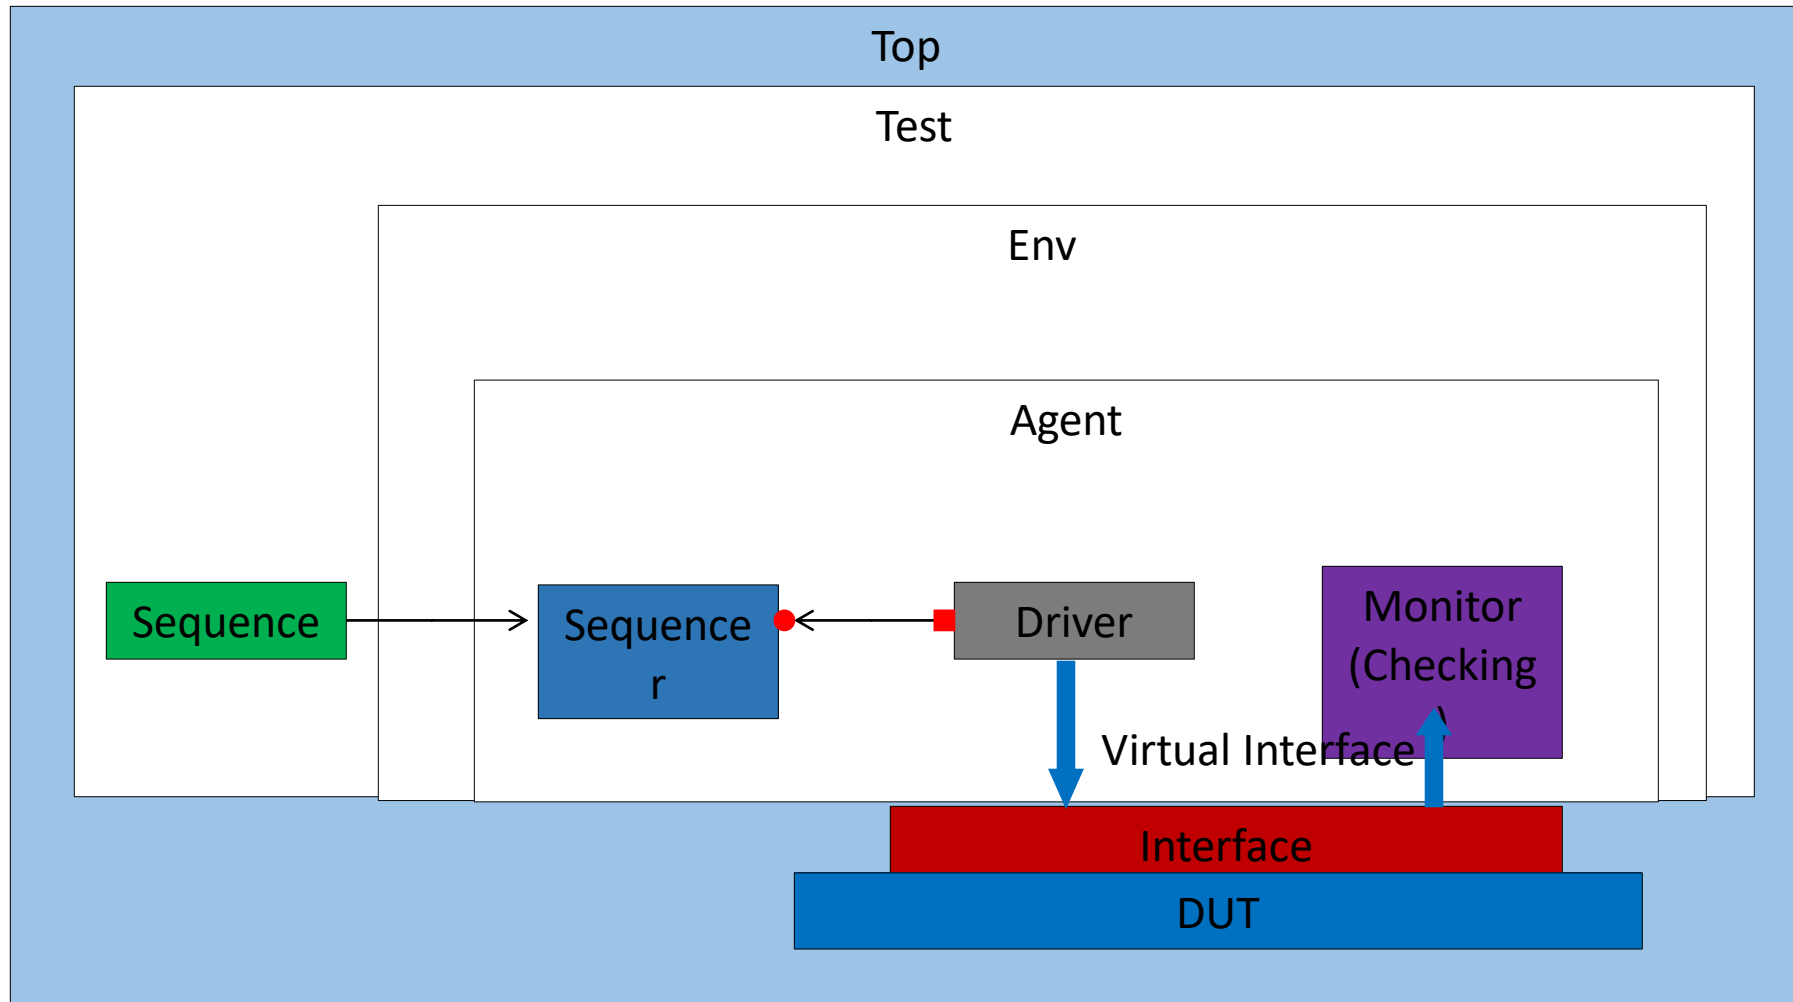 Top
Test
Env
Agent
Sequence
Sequence
r
Driver
Monitor
(Checking
)
Virtual Interface
Interface
DUT